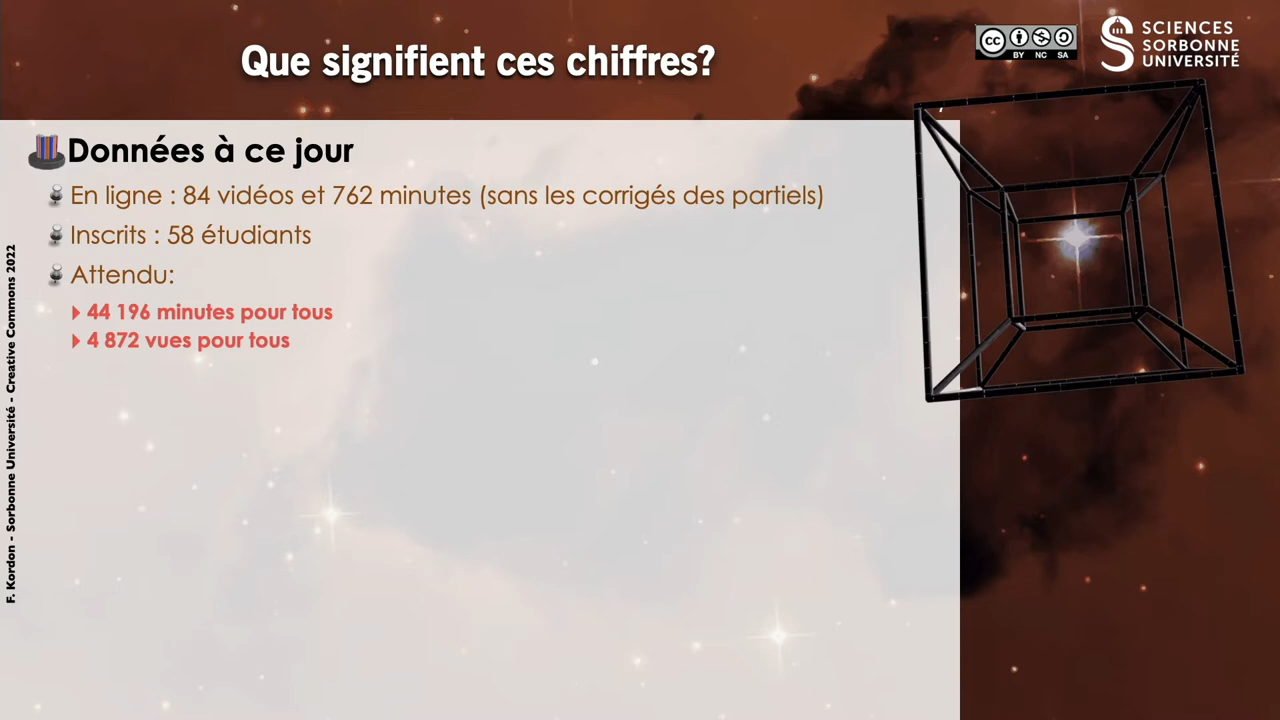 Que signifient ces chiffres?
cc BY NC SA
SCIENCES
SORBONNE
UNIVERSITÉ
Données à ce jour
En ligne : 84 vidéos et 762 minutes (sans les corrigés des partiels)
Inscrits : 58 étudiants
Attendu:
44 196 minutes pour tous
4 872 vues pour tous
F. Kordon - Sorbonne Université - Creative Commons 2022